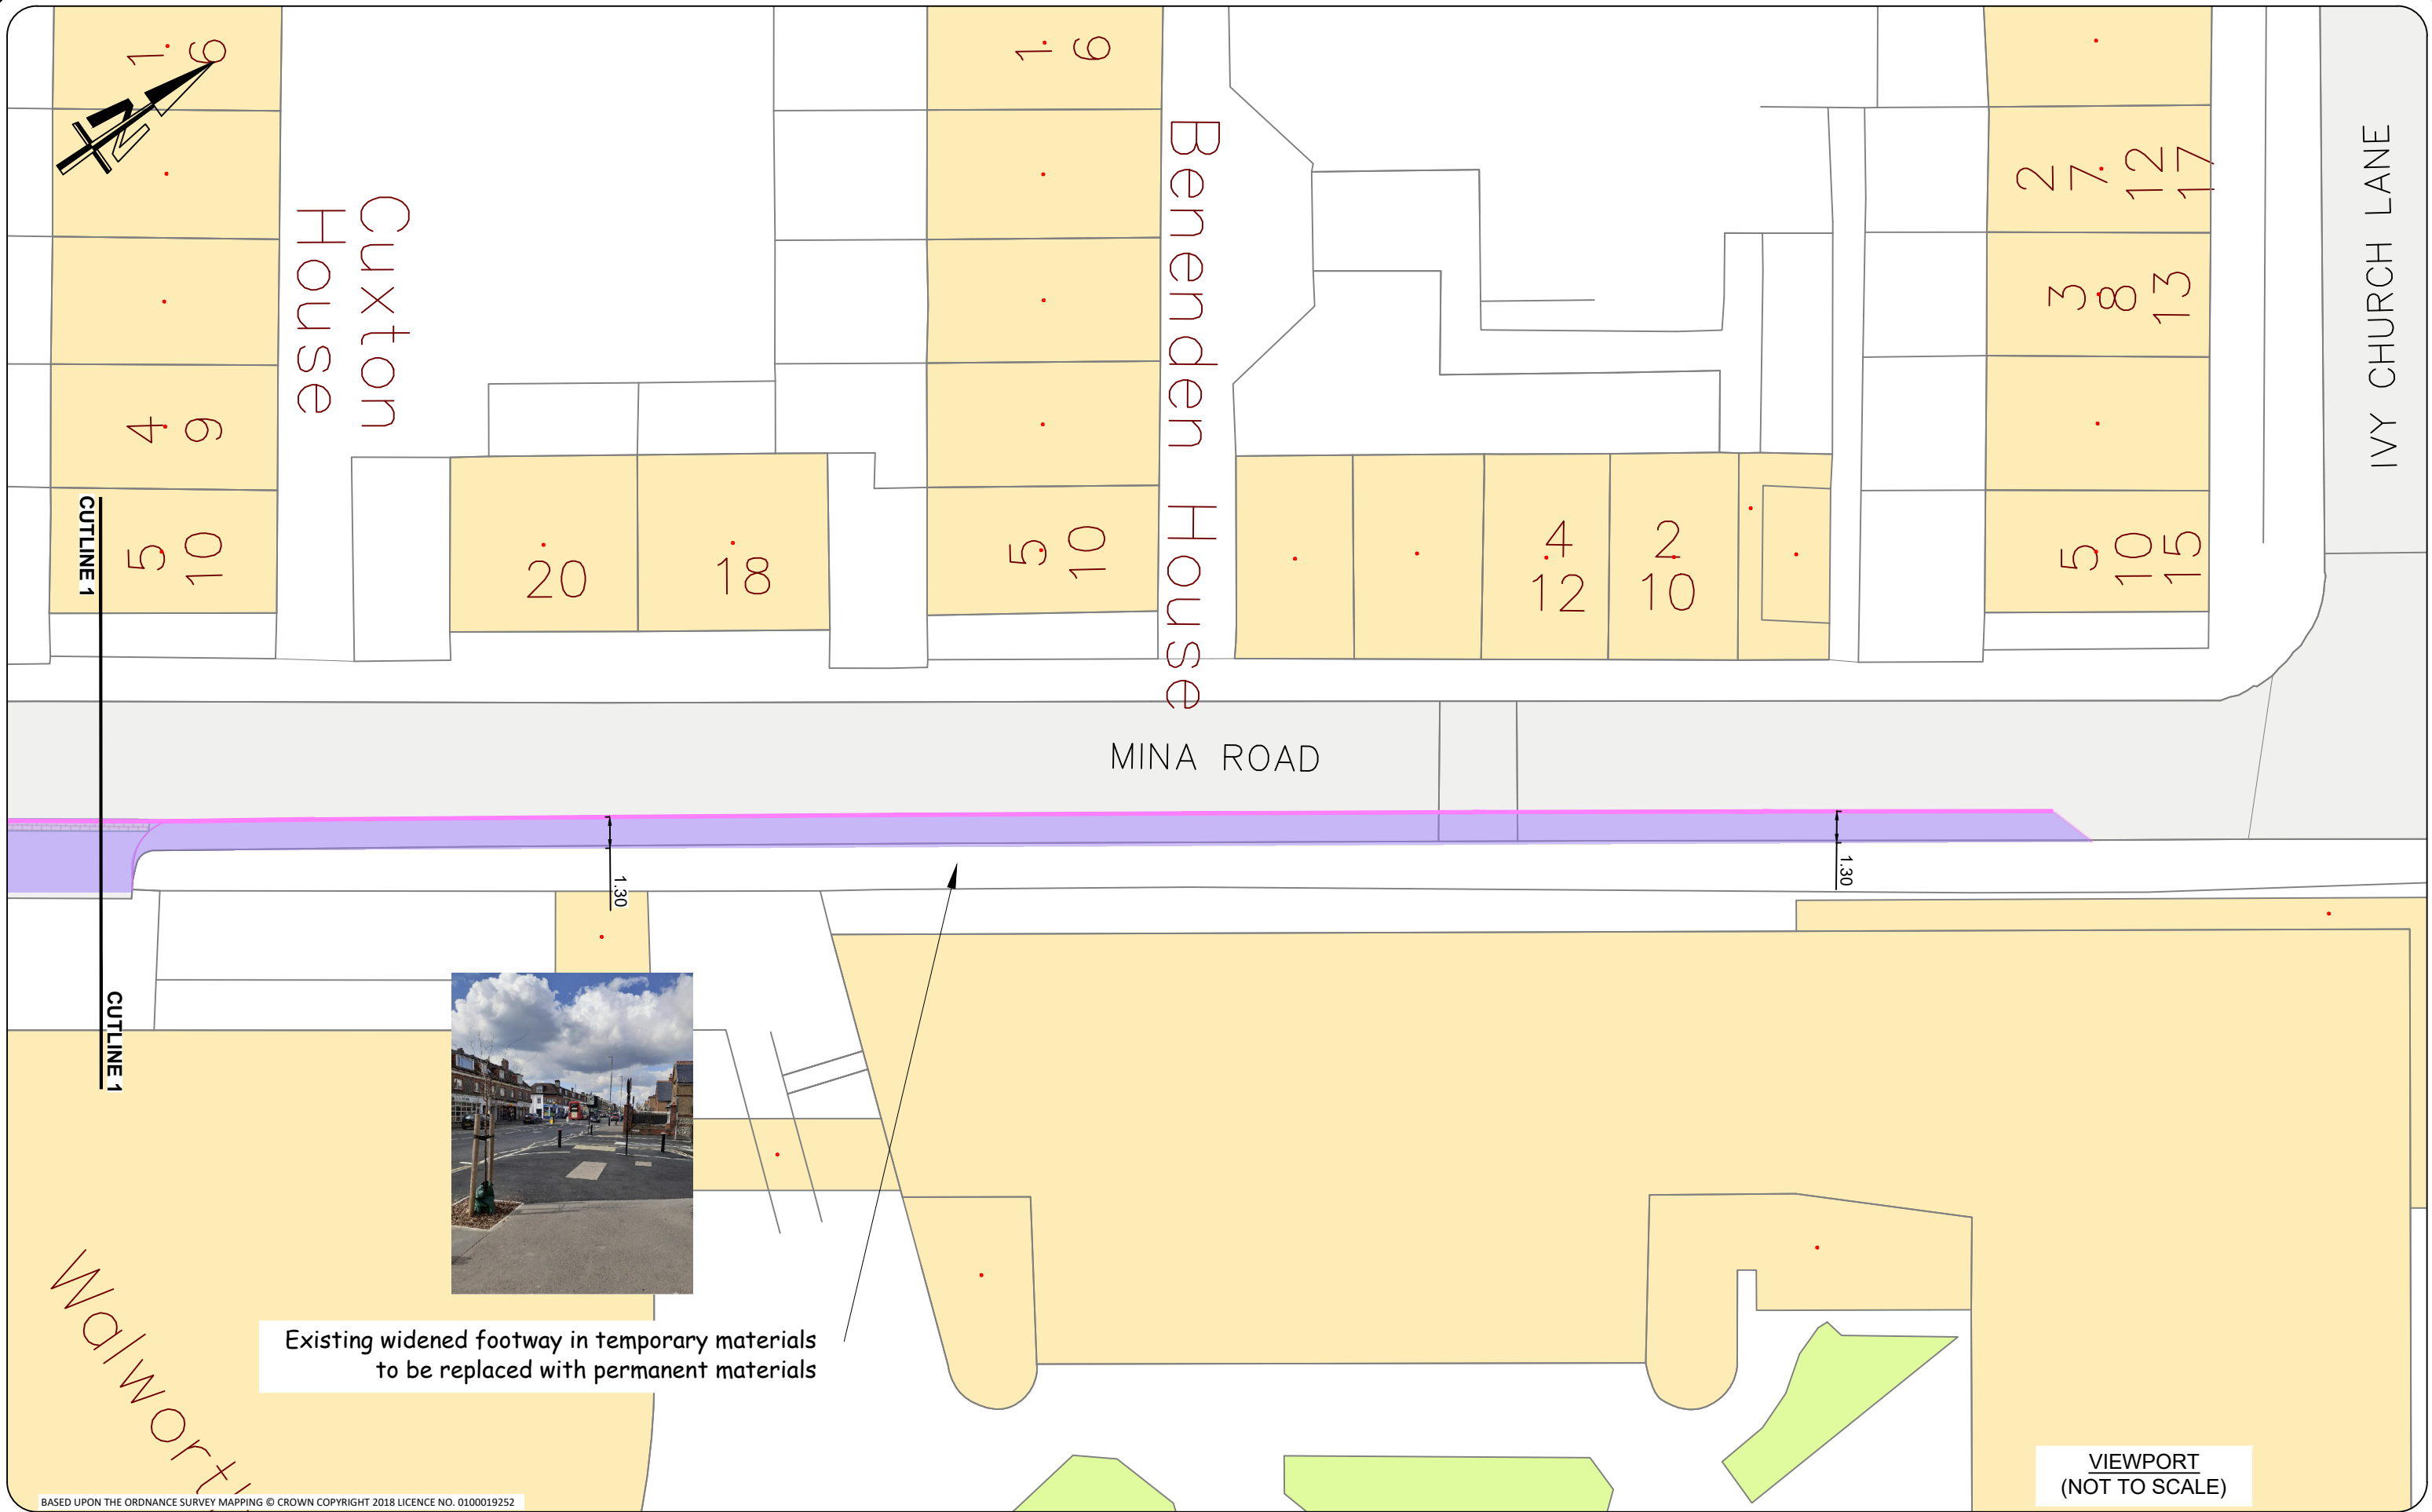 1 6
1 6
N
2 7 12 17
IVY CHURCH LANE
Cuxton
House
Benenden House
3 8 13
4 9
CUTLINE 1
5 10
20
18
5 10
4
12
2
10
5 10 15
MINA ROAD
1.30
1.30
CUTLINE 1
Existing widened footway in temporary materials
to be replaced with permanent materials
Walworth
VIEWPORT
(NOT TO SCALE)
BASED UPON THE ORDNANCE SURVEY MAPPING © CROWN COPYRIGHT 2018 LICENCE NO. 0100019252